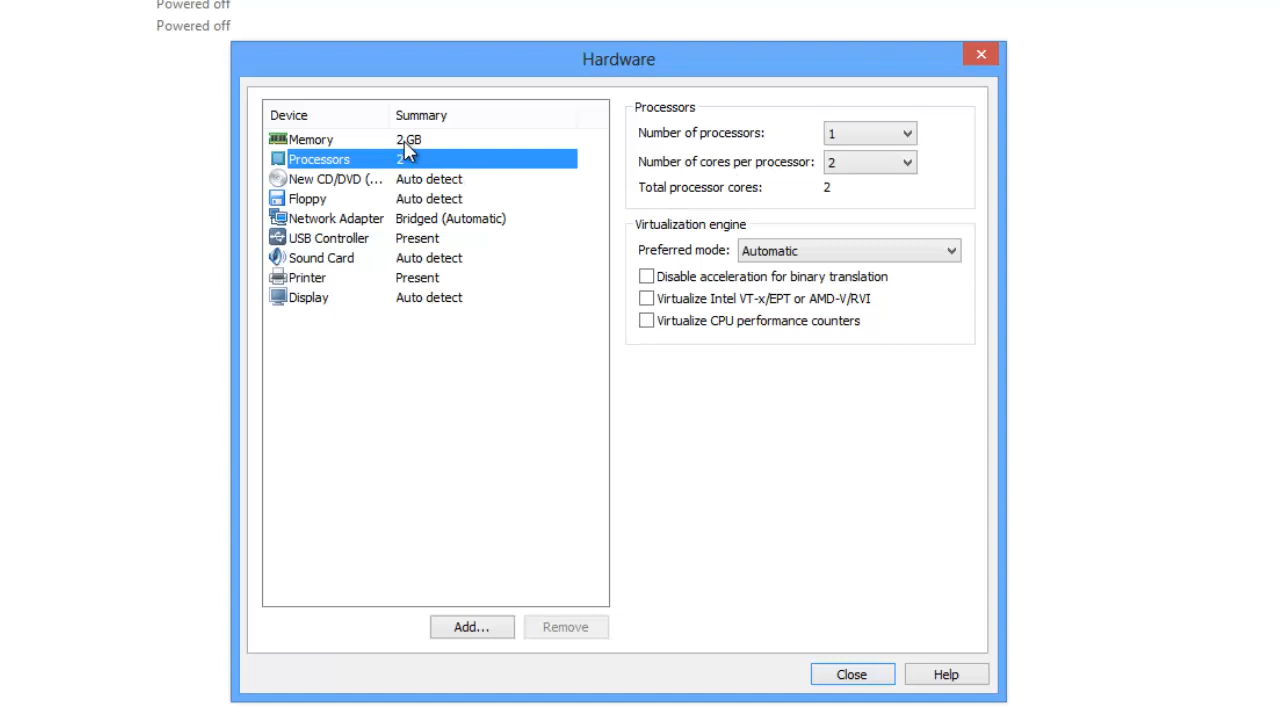 Powered off
Powered off
Hardware
Device Summary
Memory 2 GB
Processors 2
New CD/DVD (... Auto detect
Floppy Auto detect
Network Adapter Bridged (Automatic)
USB Controller Present
Sound Card Auto detect
Printer Present
Display Auto detect
Add... Remove
Processors
Number of processors: 1
Number of cores per processor: 2
Total processor cores: 2
Virtualization engine
Preferred mode: Automatic
Disable acceleration for binary translation
Virtualize Intel VT-x/EPT or AMD-V/RVI
Virtualize CPU performance counters
Close Help